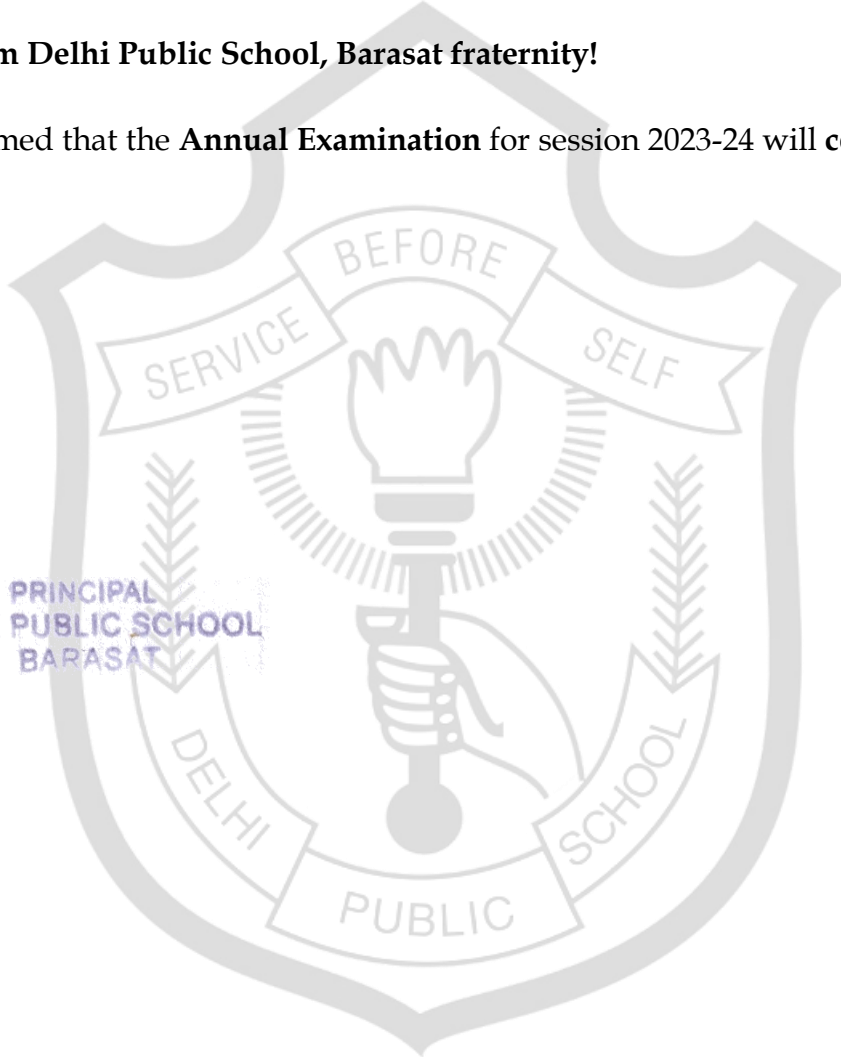 m Delhi Public School, Barasat fraternity!
med that the Annual Examination for session 2023-24 will c
SERVICE BEFORE SELF
PRINCIPAL
PUBLIC SCHOOL
BARASAT
DELHI PUBLIC SCHOOL